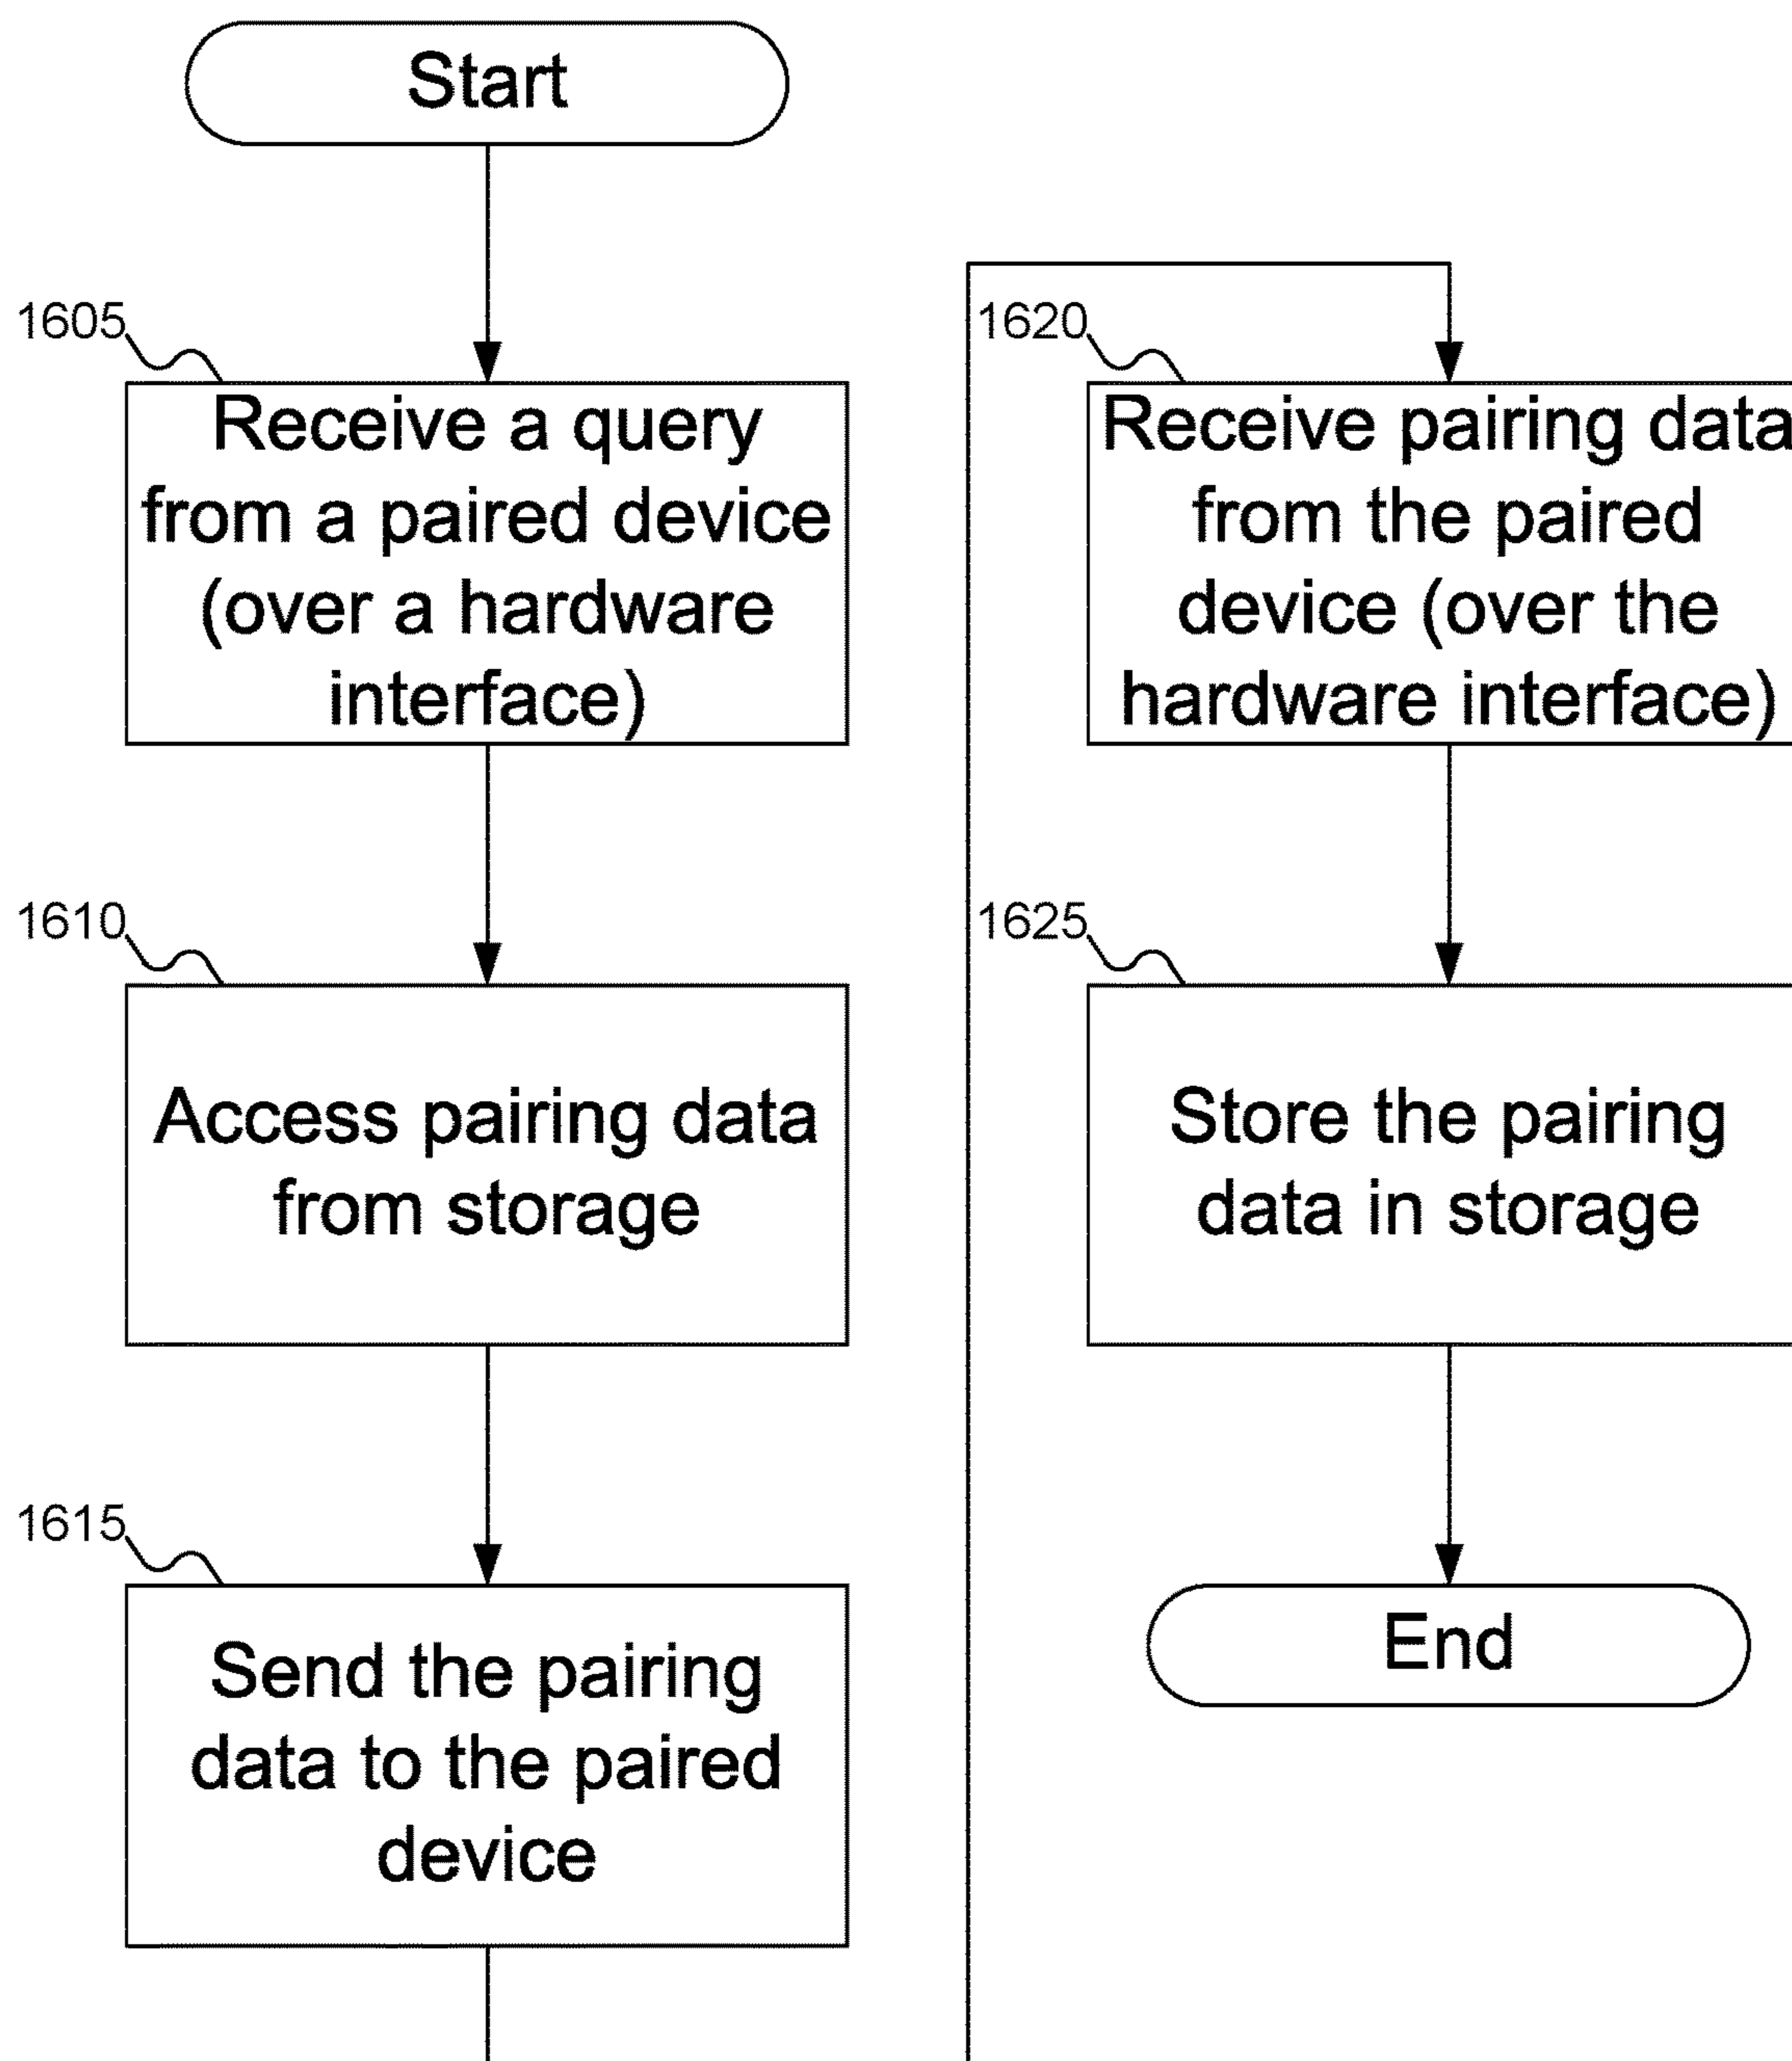 Start
1605
Receive a query
from a paired device
(over a hardware
interface)
1610
Access pairing data
from storage
1615
Send the pairing
data to the paired
device
1620
Receive pairing data
from the paired
device (over the
hardware interface)
1625
Store the pairing
data in storage
End